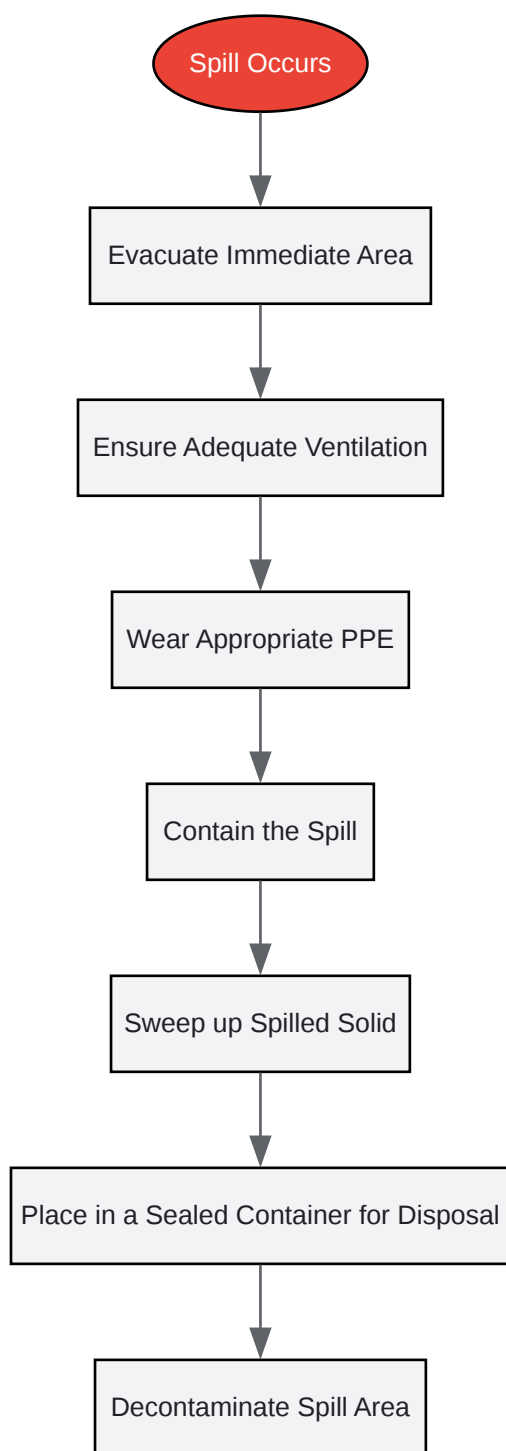 Spill Occurs
Evacuate Immediate Area
Ensure Adequate Ventilation
Wear Appropriate PPE
Contain the Spill
Sweep up Spilled Solid
Place in a Sealed Container for Disposal
Decontaminate Spill Area